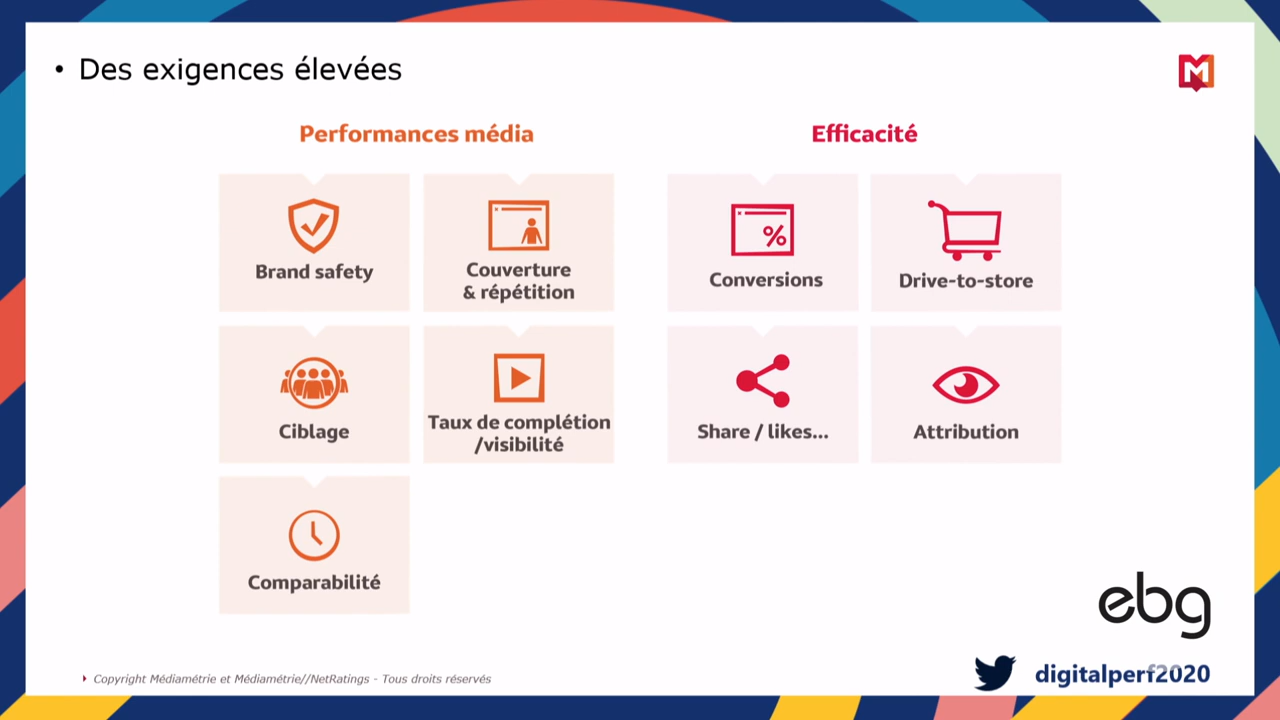 • Des exigences élevées
Performances média
Brand safety
Couverture
& répétition
Ciblage
Taux de complétion
/visibilité
Comparabilité
Efficacité
%
Conversions
Drive-to-store
Share / likes...
Attribution
ebg
Copyright Médiamétrie et Médiamétrie//NetRatings - Tous droits réservés
digitalperf2020